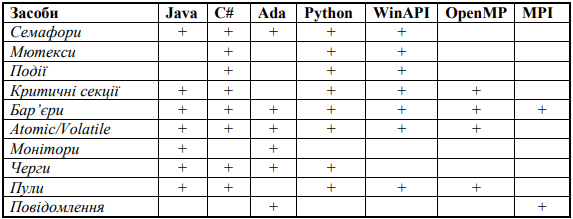 Засоби Java C# Ada Python WinAPI OpenMP MPI
Семафори + + + + +
Мютекси + + +
Події + + +
Критичні секції + + + + +
Бар’єри + + + + + + +
Atomic/Volatile + + + + + +
Монітори + +
Черги + + + +
Пули + + + + +
Повідомлення + +